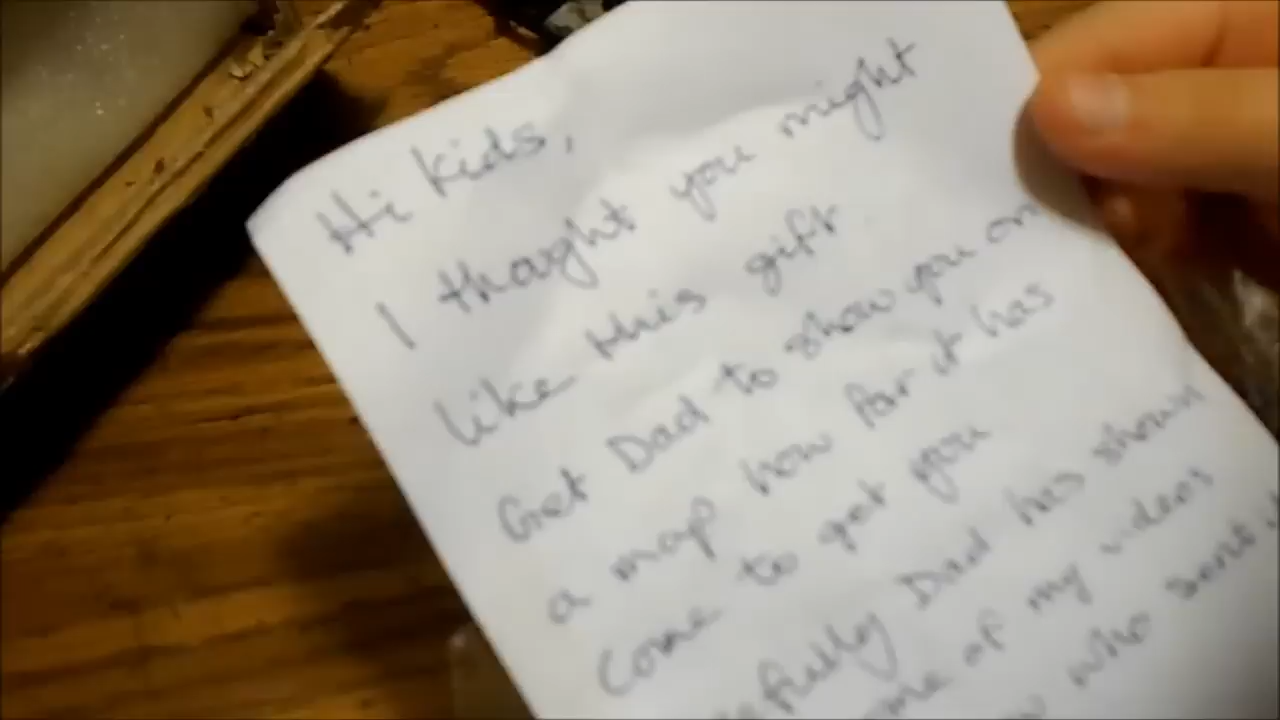 Hi Kids,
I thought you might
like this gift
Get Dad to show you on
a map how far it has
come to get you
Dad has shown
of my videos
who sent